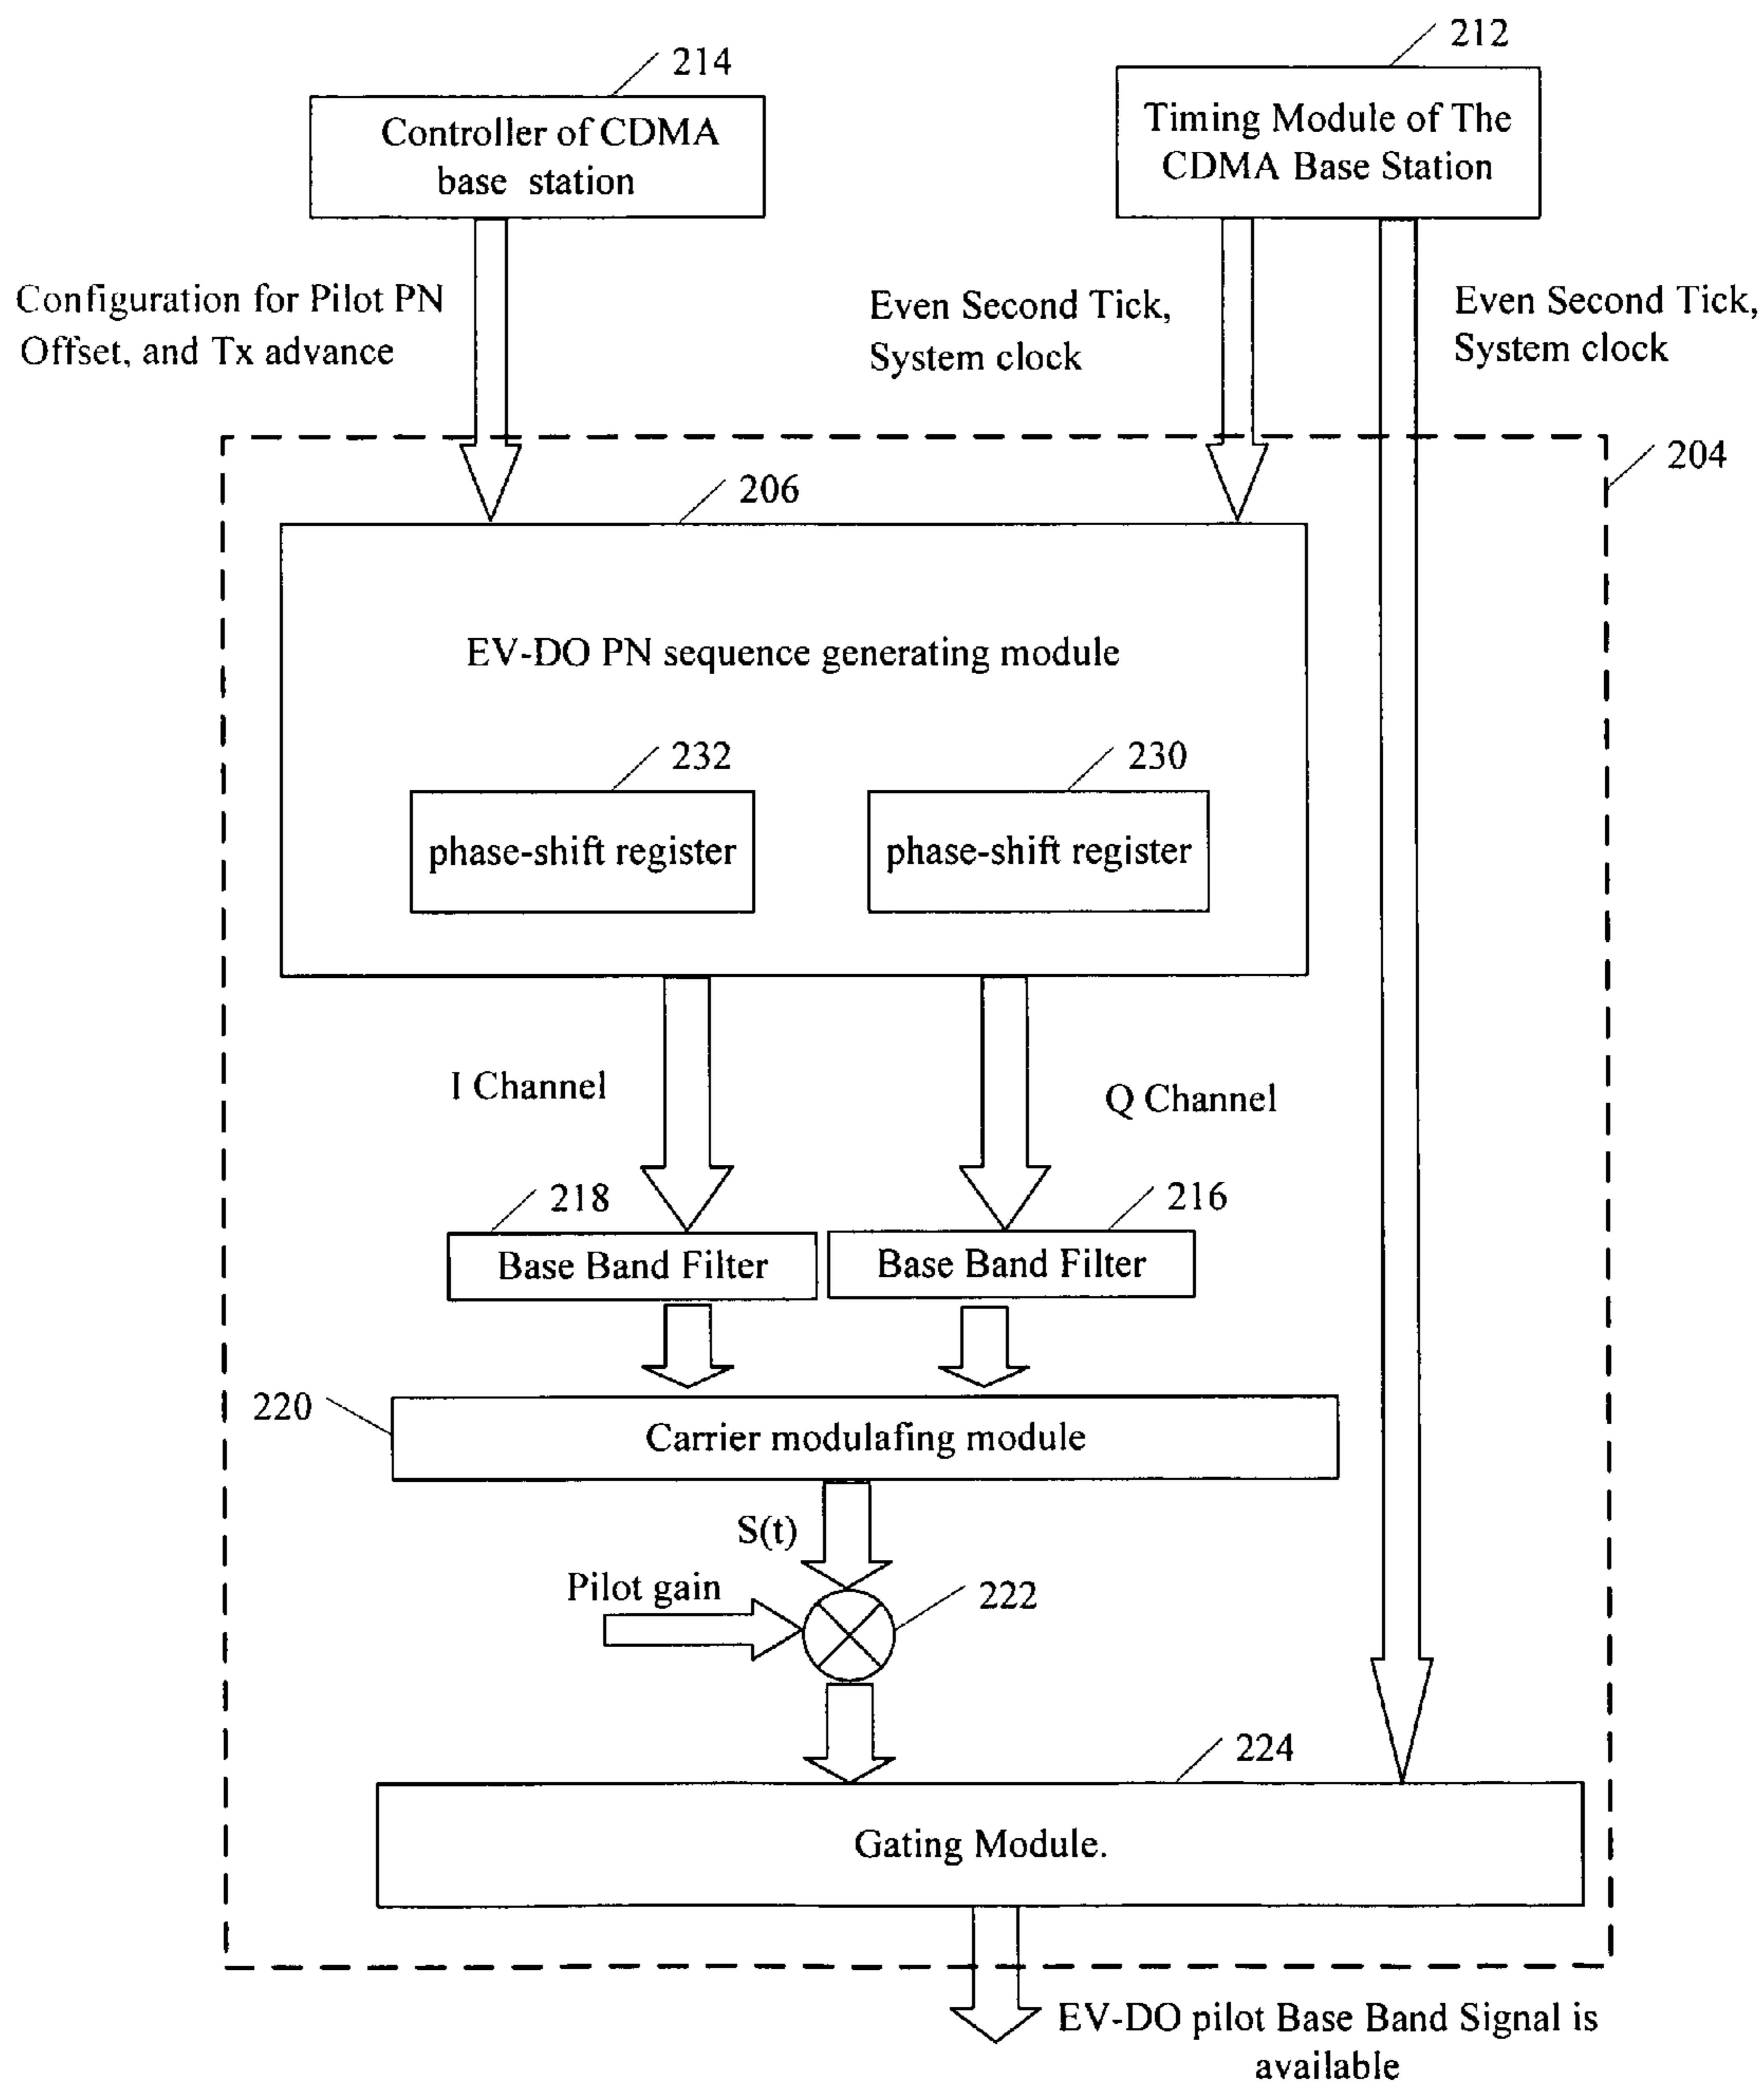 214
212
Controller of CDMA
base station
Timing Module of The
CDMA Base Station
Configuration for Pilot PN
Offset, and Tx advance
Even Second Tick,
System clock
Even Second Tick,
System clock
204
206
EV-DO PN sequence generating module
232
230
phase-shift register
phase-shift register
I Channel
Q Channel
218
216
Base Band Filter
Base Band Filter
220
Carrier modulafing module
S(t)
Pilot gain
222
224
Gating Module.
EV-DO pilot Base Band Signal is
available